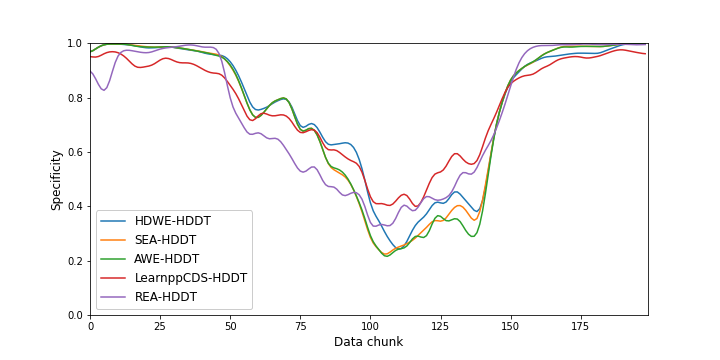 1.0
0.8
0.6
0.4
0.2
0.0
Specificity
HDWE-HDDT
SEA-HDDT
AWE-HDDT
LearnppCDS-HDDT
REA-HDDT
0 25 50 75 100 125 150 175
Data chunk